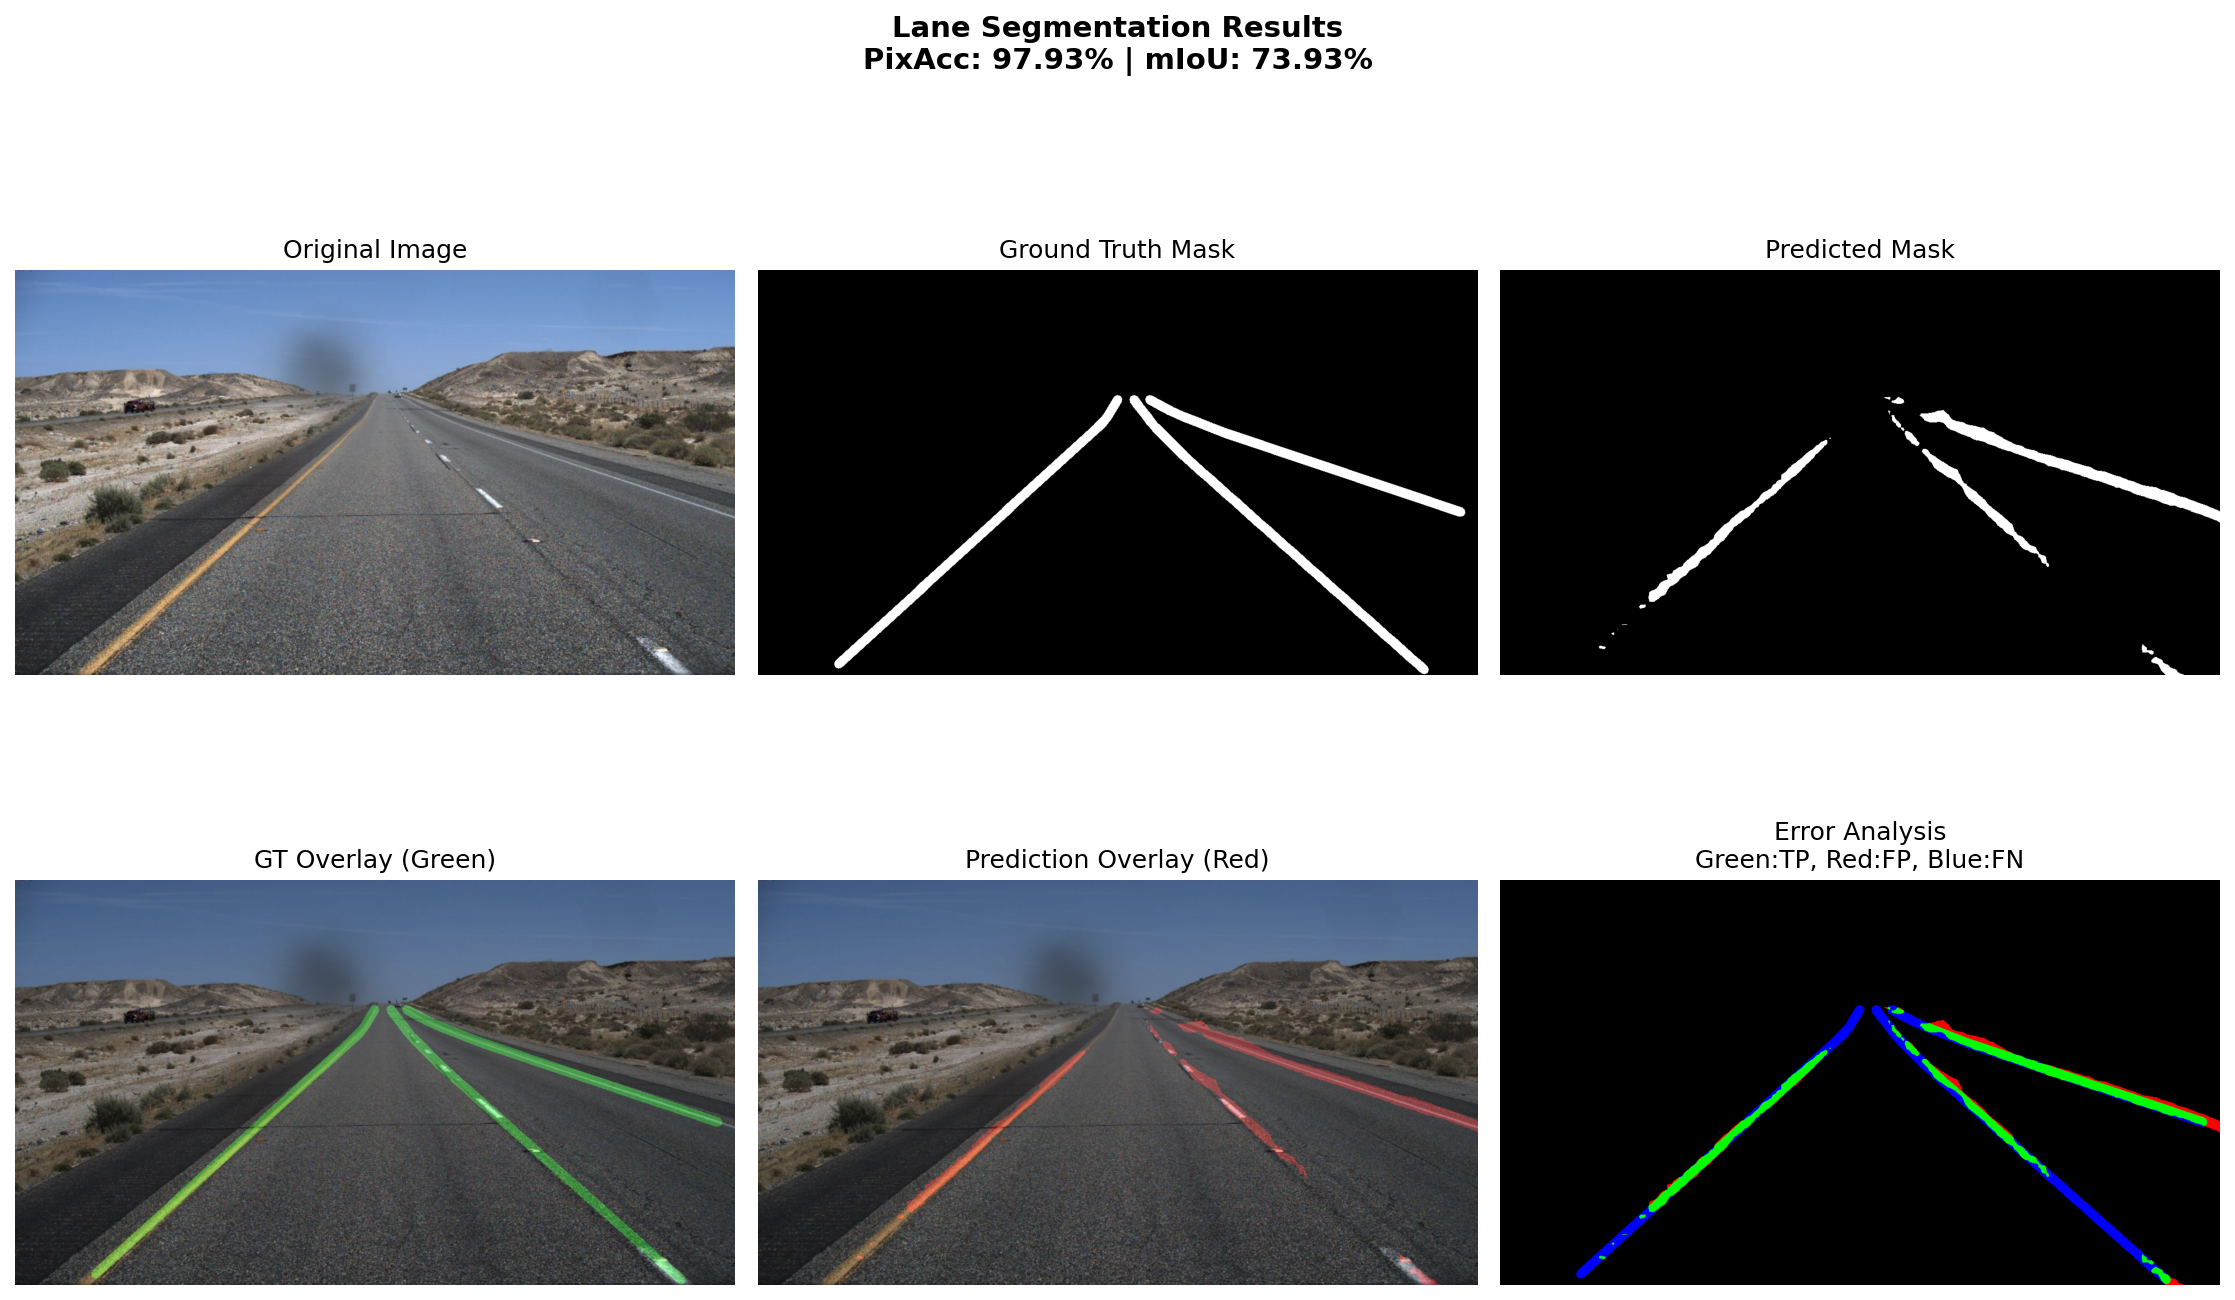 Lane Segmentation Results
PixAcc: 97.93% | mIoU: 73.93%
Original Image
Ground Truth Mask
Predicted Mask
GT Overlay (Green)
Prediction Overlay (Red)
Error Analysis
Green:TP, Red:FP, Blue:FN